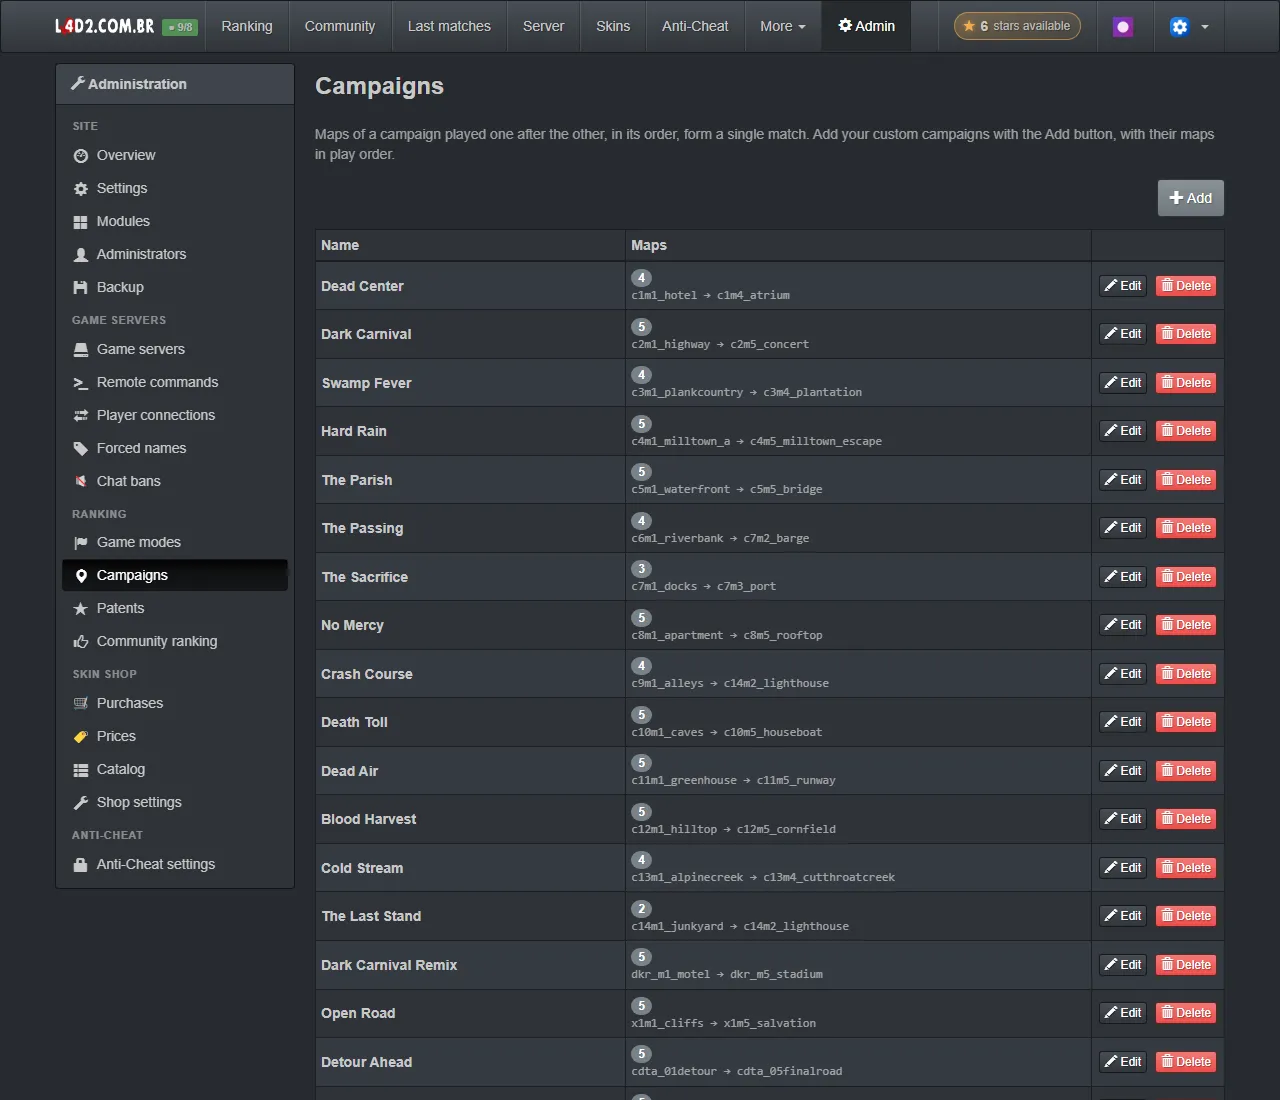 L4D2.COM.BR
9/8
Ranking
Community
Last matches
Server
Skins
Anti-Cheat
More
Admin
6 stars available
Administration
SITE
Overview
Settings
Modules
Administrators
Backup
GAME SERVERS
Game servers
Remote commands
Player connections
Forced names
Chat bans
RANKING
Game modes
Campaigns
Patents
Community ranking
SKIN SHOP
Purchases
Prices
Catalog
Shop settings
ANTI-CHEAT
Anti-Cheat settings
Campaigns
Maps of a campaign played one after the other, in its order, form a single match. Add your custom campaigns with the Add button, with their maps
in play order.
Add
Name Maps
Dead Center 4 Edit Delete
c1m1_hotel → c1m4_atrium
Dark Carnival 5 Edit Delete
c2m1_highway → c2m5_concert
Swamp Fever 4 Edit Delete
c3m1_plankcountry → c3m4_plantation
Hard Rain 5 Edit Delete
c4m1_milltown_a → c4m5_milltown_escape
The Parish 5 Edit Delete
c5m1_waterfront → c5m5_bridge
The Passing 4 Edit Delete
c6m1_riverbank → c7m2_barge
The Sacrifice 3 Edit Delete
c7m1_docks → c7m3_port
No Mercy 5 Edit Delete
c8m1_apartment → c8m5_rooftop
Crash Course 4 Edit Delete
c9m1_alleys → c14m2_lighthouse
Death Toll 5 Edit Delete
c10m1_caves → c10m5_houseboat
Dead Air 5 Edit Delete
c11m1_greenhouse → c11m5_runway
Blood Harvest 5 Edit Delete
c12m1_hilltop → c12m5_cornfield
Cold Stream 4 Edit Delete
c13m1_alpinecreek → c13m4_cutthroatcreek
The Last Stand 2 Edit Delete
c14m1_junkyard → c14m2_lighthouse
Dark Carnival Remix 5 Edit Delete
dkr_m1_motel → dkr_m5_stadium
Open Road 5 Edit Delete
x1m1_cliffs → x1m5_salvation
Detour Ahead 5 Edit Delete
cdta_01detour → cdta_05finalroad